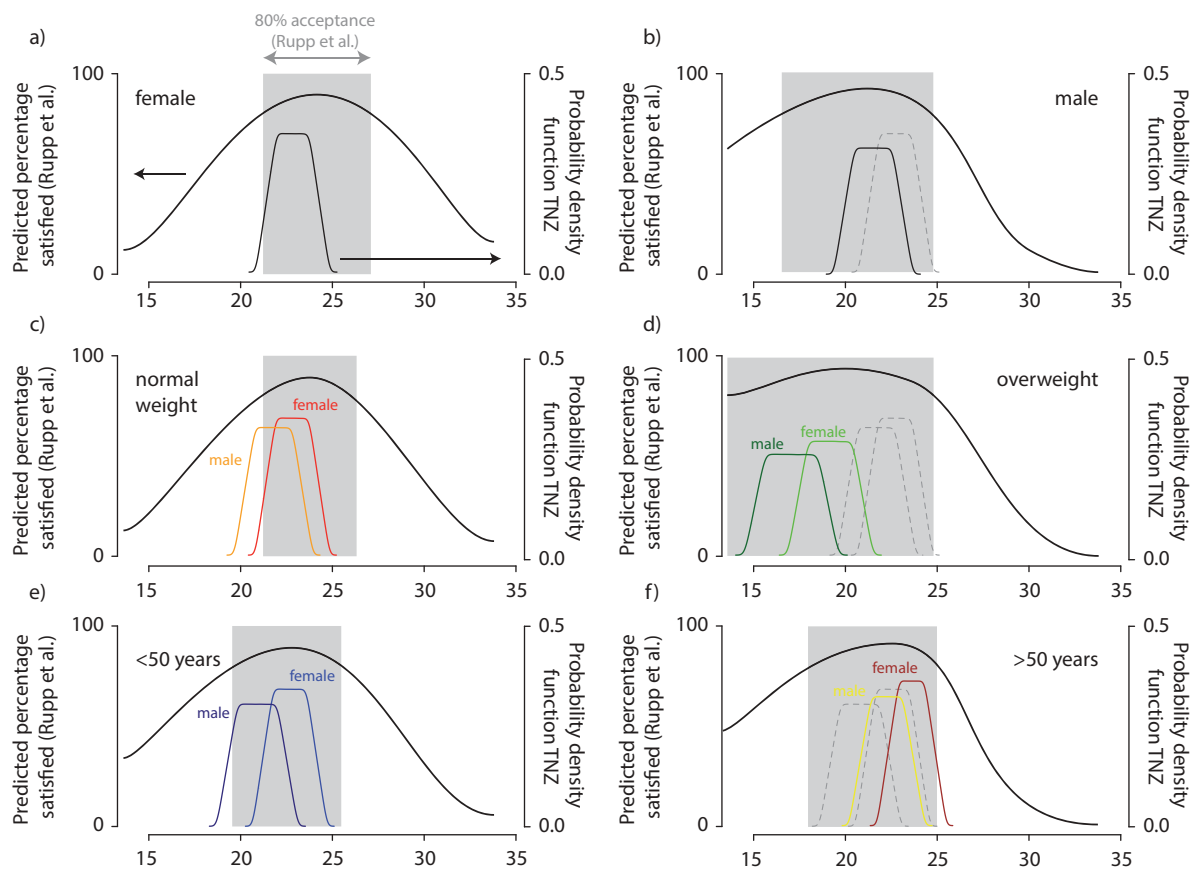 a)
80% acceptance
(Rupp et al.)
female
Predicted percentage
satisfied (Rupp et al.)
100
0
0.5
0.0
Probability density
function TNZ
15 20 25 30 35
b)
male
Predicted percentage
satisfied (Rupp et al.)
100
0
0.5
0.0
Probability density
function TNZ
15 20 25 30 35
c)
normal
weight
female
male
Predicted percentage
satisfied (Rupp et al.)
100
0
0.5
0.0
Probability density
function TNZ
15 20 25 30 35
d)
overweight
female
male
Predicted percentage
satisfied (Rupp et al.)
100
0
0.5
0.0
Probability density
function TNZ
15 20 25 30 35
e)
<50 years
female
male
Predicted percentage
satisfied (Rupp et al.)
100
0
0.5
0.0
Probability density
function TNZ
15 20 25 30 35
f)
>50 years
female
male
Predicted percentage
satisfied (Rupp et al.)
100
0
0.5
0.0
Probability density
function TNZ
15 20 25 30 35